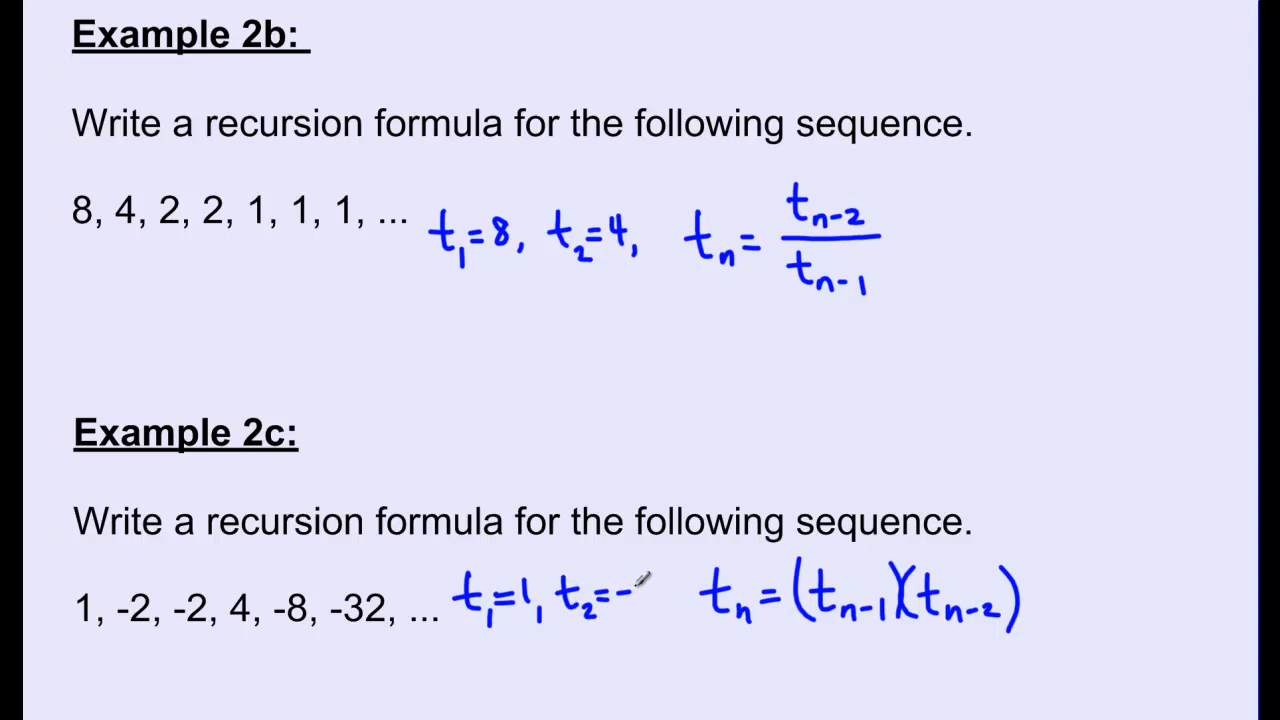 Example 2b:
Write a recursion formula for the following sequence.
8, 4, 2, 2, 1, 1, 1, ... t₁=8, t₂=4, tₙ= tₙ₋₂/tₙ₋₁
Example 2c:
Write a recursion formula for the following sequence.
1, -2, -2, 4, -8, -32, ... t₁=1, t₂=- tₙ=(tₙ₋₁)(tₙ₋₂)